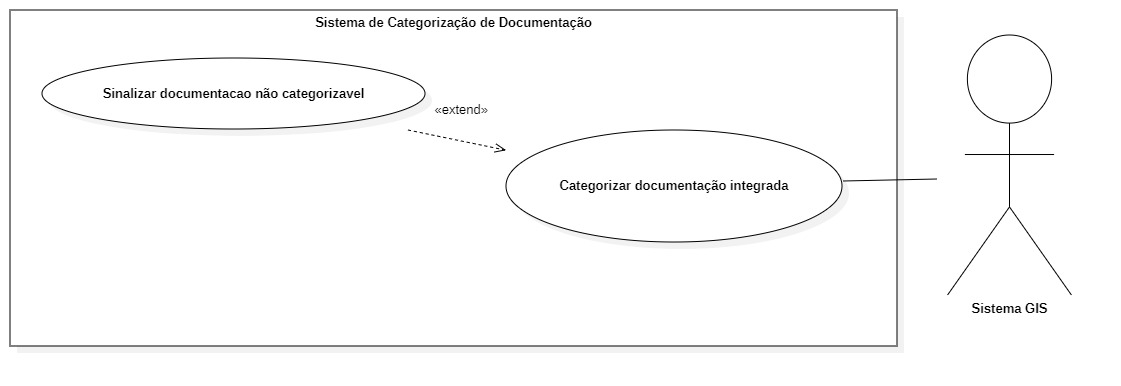 Sistema de Categorização de Documentação
Sinalizar documentacao não categorizavel
«extend»
Categorizar documentação integrada
Sistema GIS